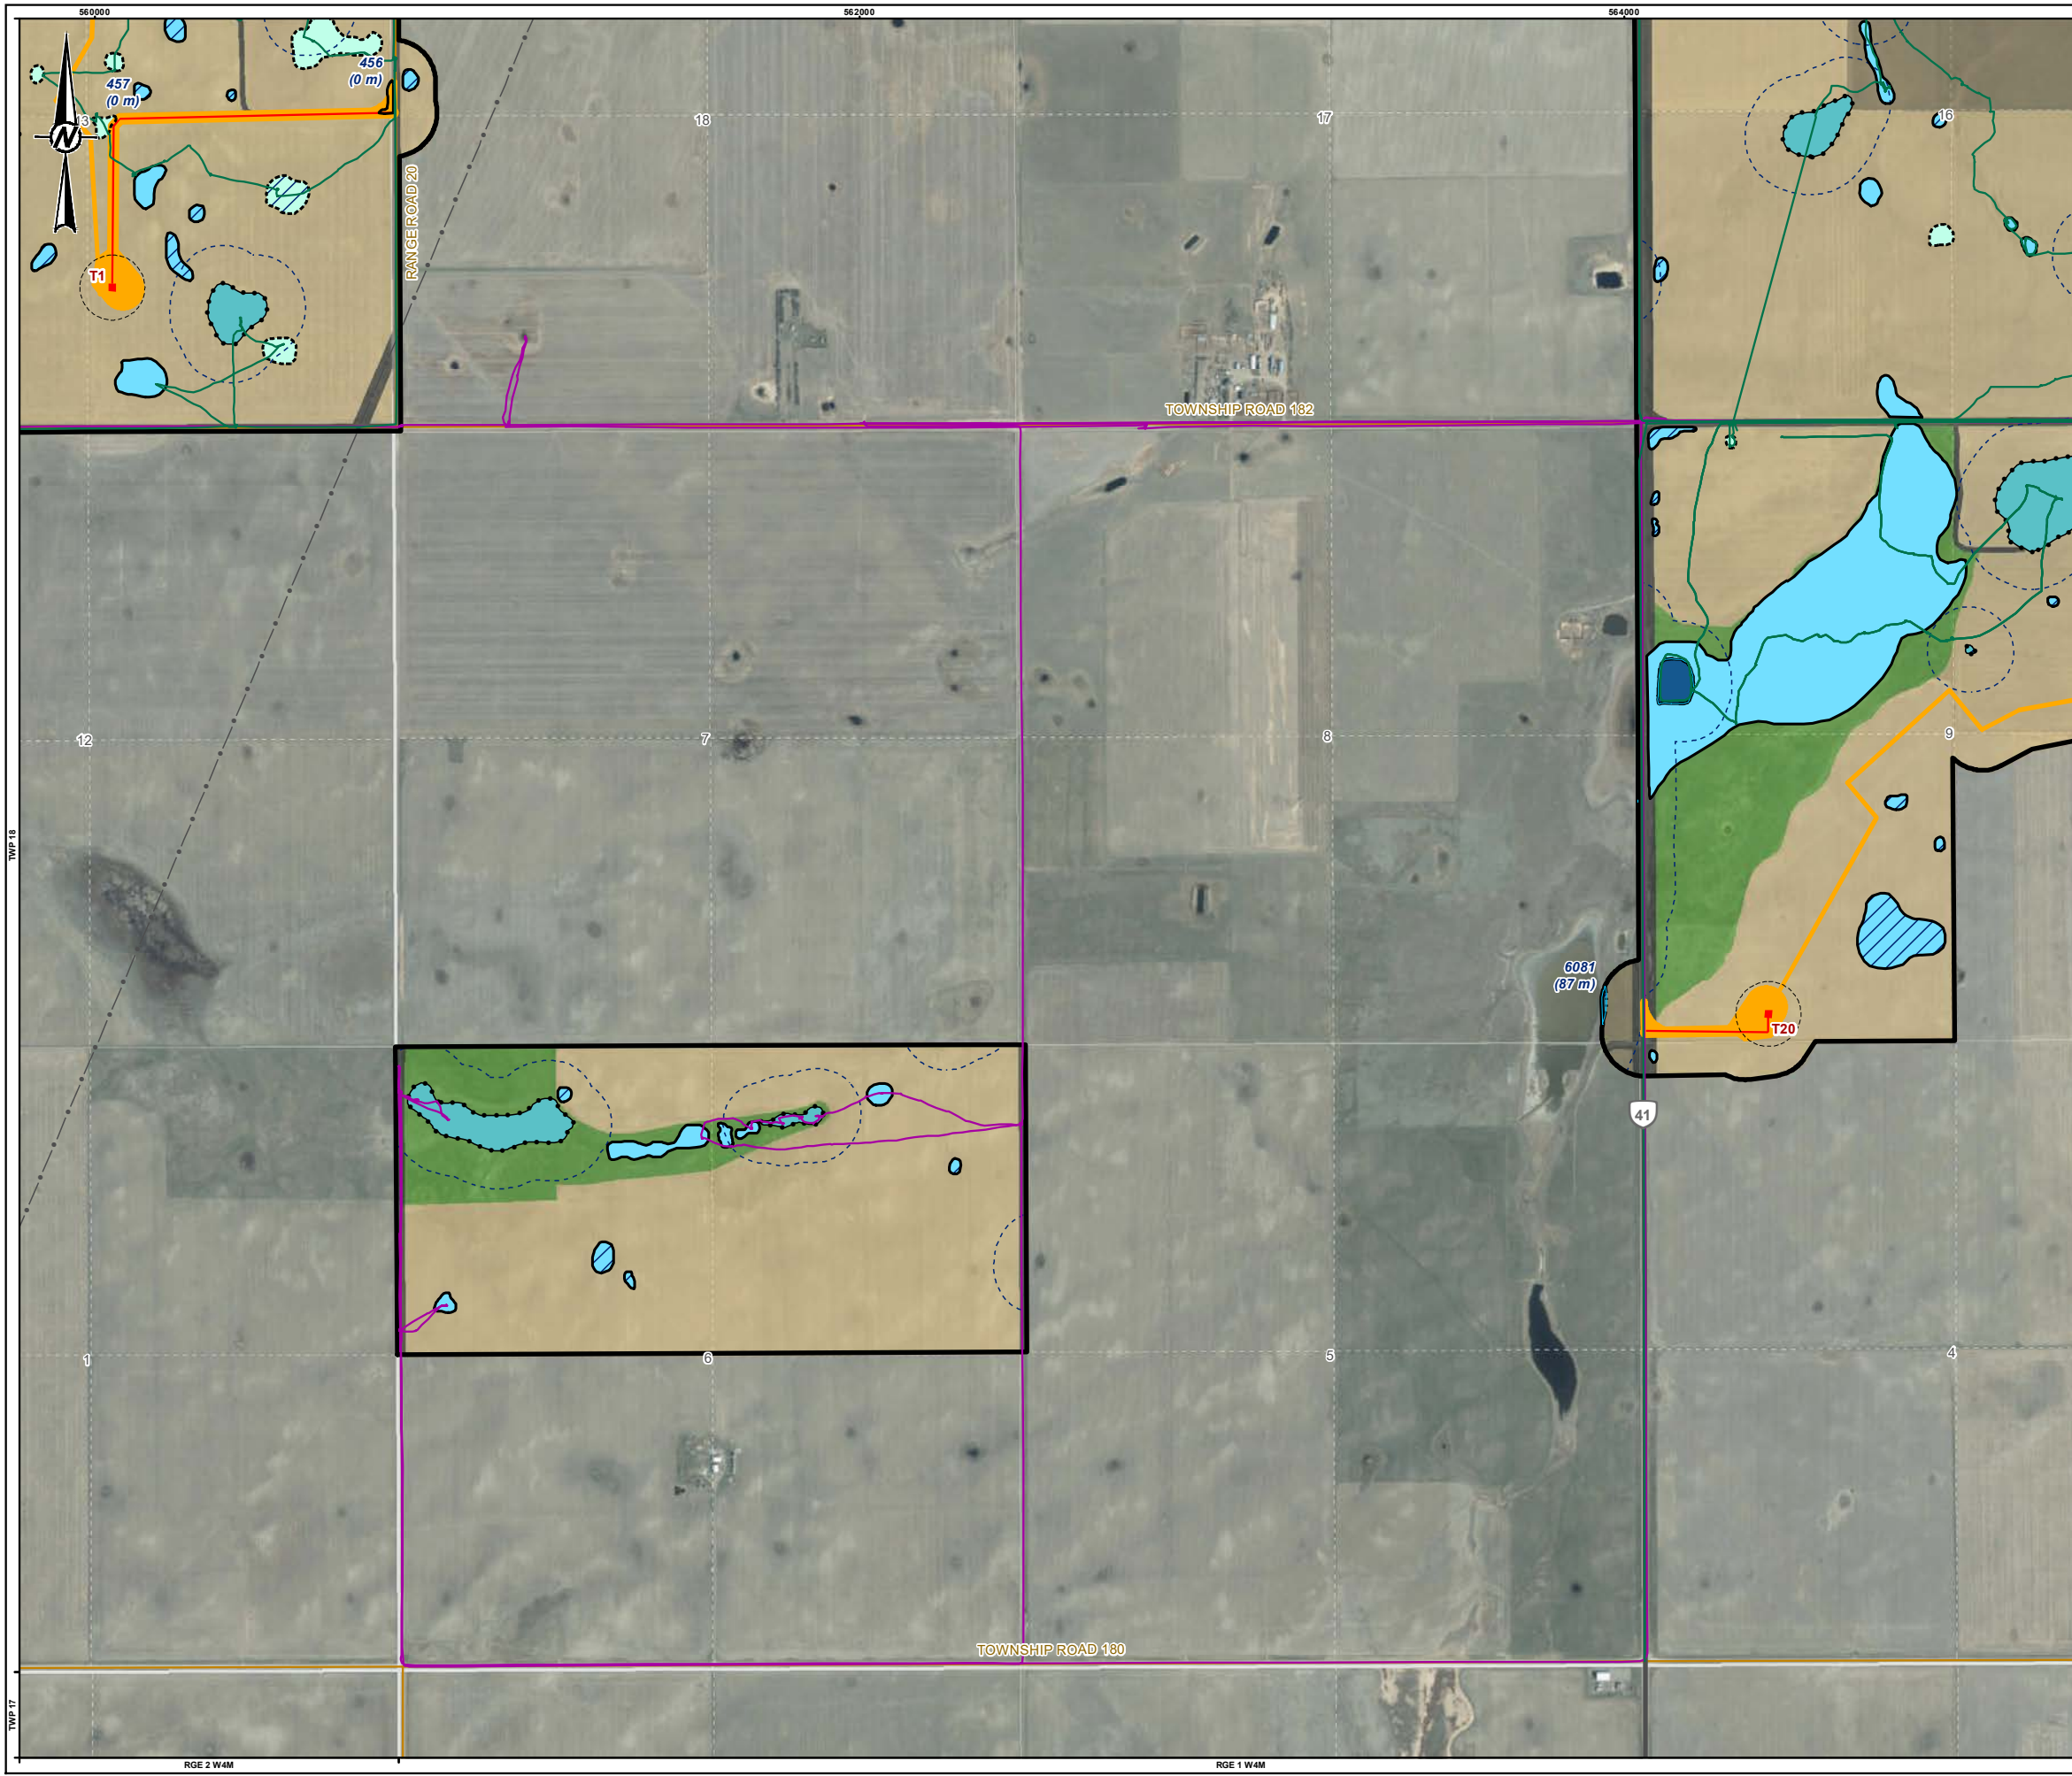 560000
562000
564000
456
(0 m)
457
(0 m)
13
18
17
16
N
RANGE ROAD 20
T1
TOWNSHIP ROAD 182
12
7
8
9
TWP 18
6081
(87 m)
T20
41
1
6
5
4
TOWNSHIP ROAD 180
TWP 17
RGE 2 W4M
RGE 1 W4M